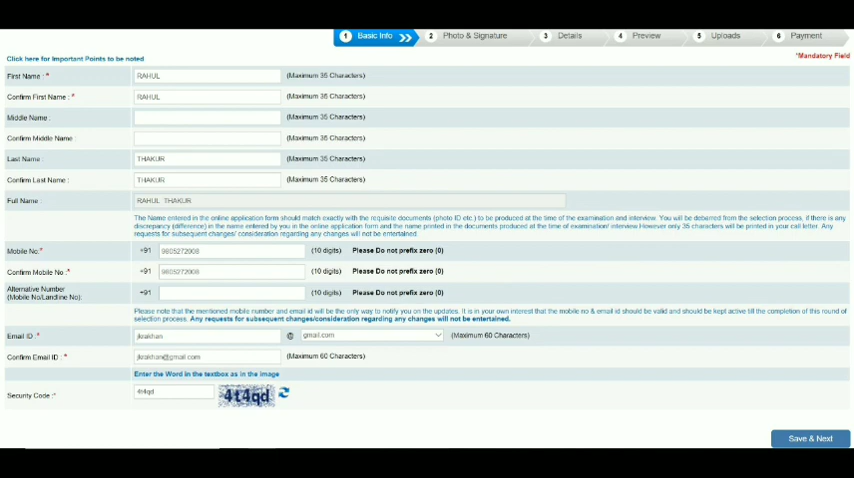 1 Basic Info 2 Photo & Signature 3 Details 4 Preview 5 Uploads 6 Payment
Click here for Important Points to be noted *Mandatory Field
First Name : * RAHUL (Maximum 35 Characters)
Confirm First Name : * RAHUL (Maximum 35 Characters)
Middle Name : (Maximum 35 Characters)
Confirm Middle Name : (Maximum 35 Characters)
Last Name : THAKUR (Maximum 35 Characters)
Confirm Last Name : THAKUR (Maximum 35 Characters)
Full Name : RAHUL THAKUR
The Name entered in the online application form should match exactly with the requisite documents (photo ID etc.) to be produced at the time of the examination and interview. You will be debarred from the selection process, if there is any
discrepancy (difference) in the name entered by you in the online application form and the name printed in the documents produced at the time of examination/ interview.However only 35 characters will be printed in your call letter. Any
requests for subsequent changes/ consideration regarding any changes will not be entertained.
Mobile No:* +91 9805272008 (10 digits) Please Do not prefix zero (0)
Confirm Mobile No :* +91 9805272008 (10 digits) Please Do not prefix zero (0)
Alternative Number
(Mobile No/Landline No): +91 (10 digits) Please Do not prefix zero (0)
Please note that the mentioned mobile number and email id will be the only way to notify you on the updates. It is in your own interest that the mobile no & email id should be valid and should be kept active till the completion of this round of
selection process. Any requests for subsequent changes/consideration regarding any changes will not be entertained.
Email ID : * jkrakhan @ gmail.com (Maximum 60 Characters)
Confirm Email ID : * jkrakhan@gmail.com (Maximum 60 Characters)
Enter the Word in the textbox as in the image
Security Code :* 4t4qd 4t4qd
Save & Next